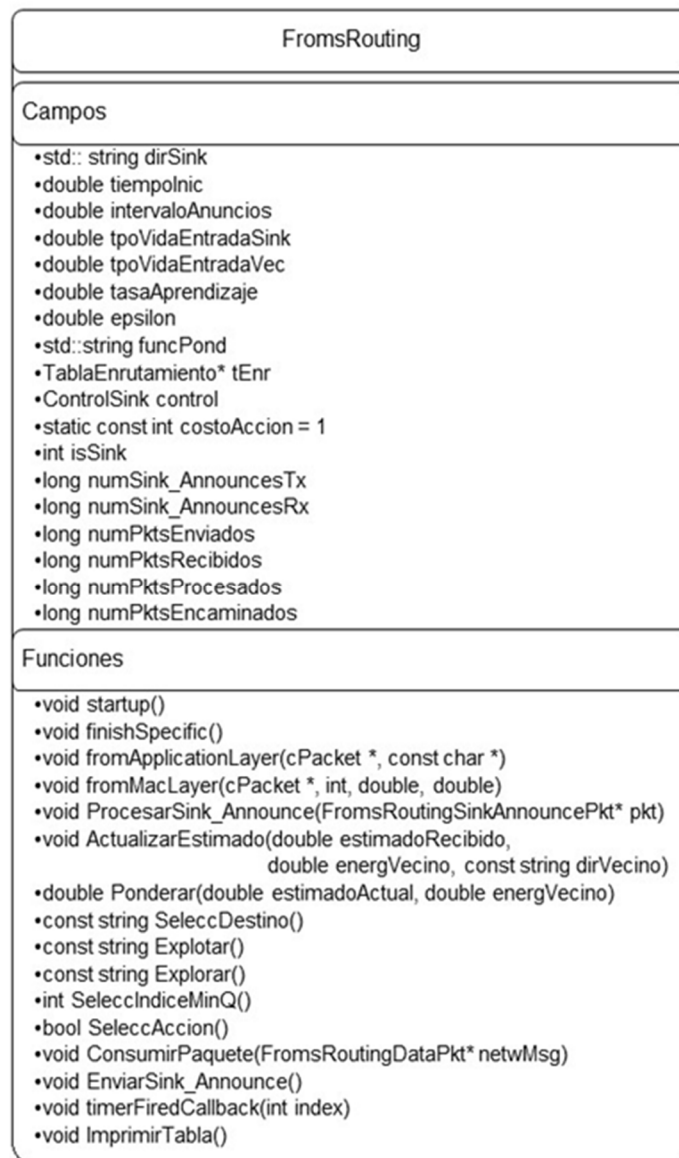 FromsRouting
Campos
•std:: string dirSink
•double tiempoInic
•double intervaloAnuncios
•double tpoVidaEntradaSink
•double tpoVidaEntradaVec
•double tasaAprendizaje
•double epsilon
•std::string funcPond
•TablaEnrutamiento* tEnr
•ControlSink control
•static const int costoAccion = 1
•int isSink
•long numSink_AnnouncesTx
•long numSink_AnnouncesRx
•long numPktsEnviados
•long numPktsRecibidos
•long numPktsProcesados
•long numPktsEncaminados
Funciones
•void startup()
•void finishSpecific()
•void fromApplicationLayer(cPacket *, const char *)
•void fromMacLayer(cPacket *, int, double, double)
•void ProcesarSink_Announce(FromsRoutingSinkAnnouncePkt* pkt)
•void ActualizarEstimado(double estimadoRecibido,
double energVecino, const string dirVecino)
•double Ponderar(double estimadoActual, double energVecino)
•const string SeleccDestino()
•const string Explotar()
•const string Explorar()
•int SeleccIndiceMinQ()
•bool SeleccAccion()
•void ConsumirPaquete(FromsRoutingDataPkt* netwMsg)
•void EnviarSink_Announce()
•void timerFiredCallback(int index)
•void ImprimirTabla()